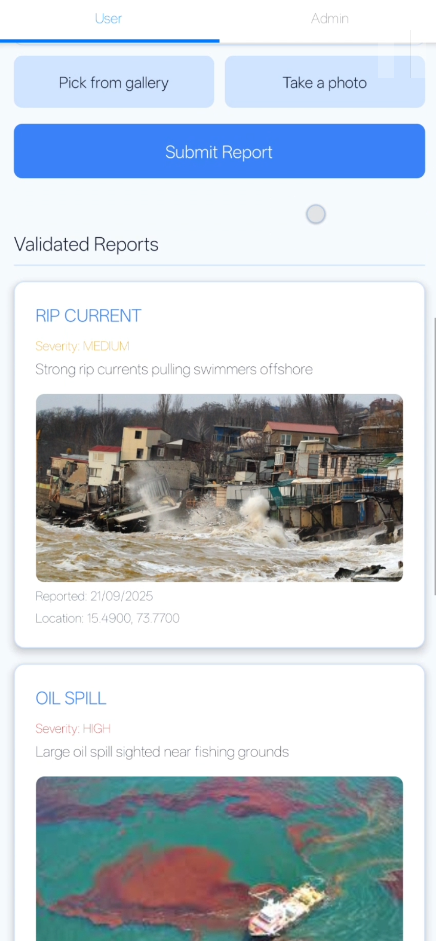 User
Admin
Pick from gallery
Take a photo
Submit Report
Validated Reports
RIP CURRENT
Severity: MEDIUM
Strong rip currents pulling swimmers offshore
Reported: 21/09/2025
Location: 15.4900, 73.7700
OIL SPILL
Severity: HIGH
Large oil spill sighted near fishing grounds